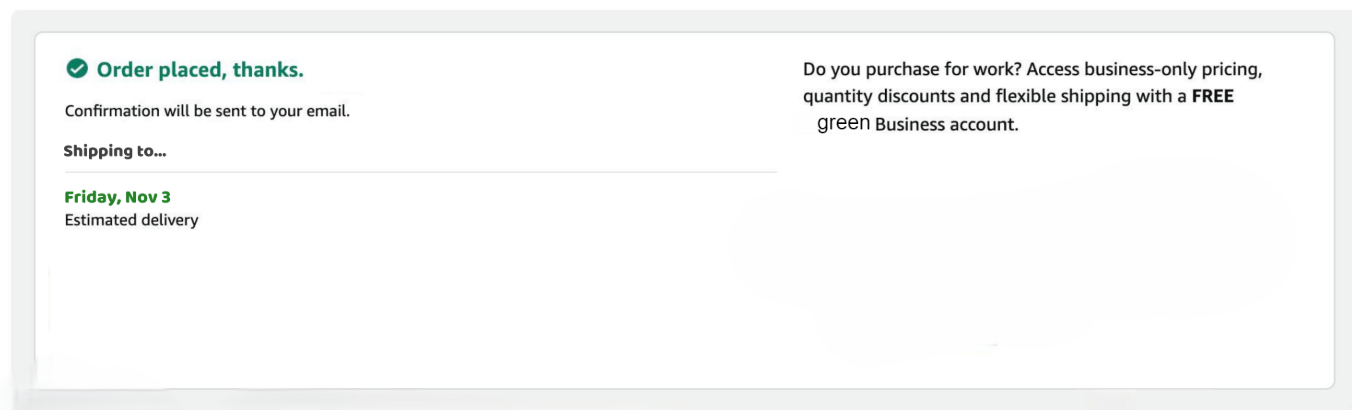 Order placed, thanks.
Confirmation will be sent to your email.
Shipping to...
Friday, Nov 3
Estimated delivery
Do you purchase for work? Access business-only pricing,
quantity discounts and flexible shipping with a FREE
green Business account.